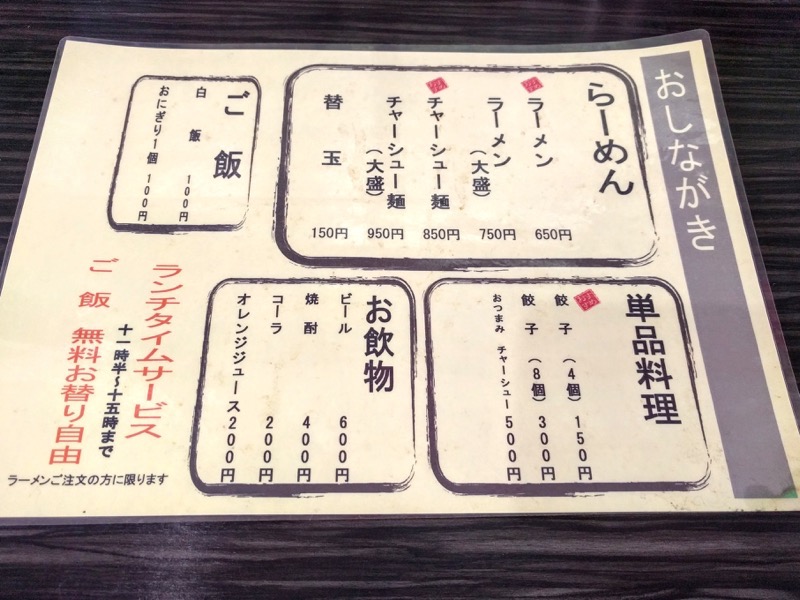 おしながき
らーめん
ラーメン 650円
ラーメン（大盛） 750円
チャーシュー麺 850円
チャーシュー麺（大盛） 950円
替玉 150円
ご飯
白飯 100円
おにぎり1個 100円
単品料理
餃子（4個） 150円
餃子（8個） 300円
おつまみ チャーシュー 500円
お飲物
ビール 600円
焼酎 400円
コーラ 200円
オレンジジュース 200円
ランチタイムサービス
十一時半～十五時まで
ご飯 無料お替り自由
ラーメンご注文の方に限ります